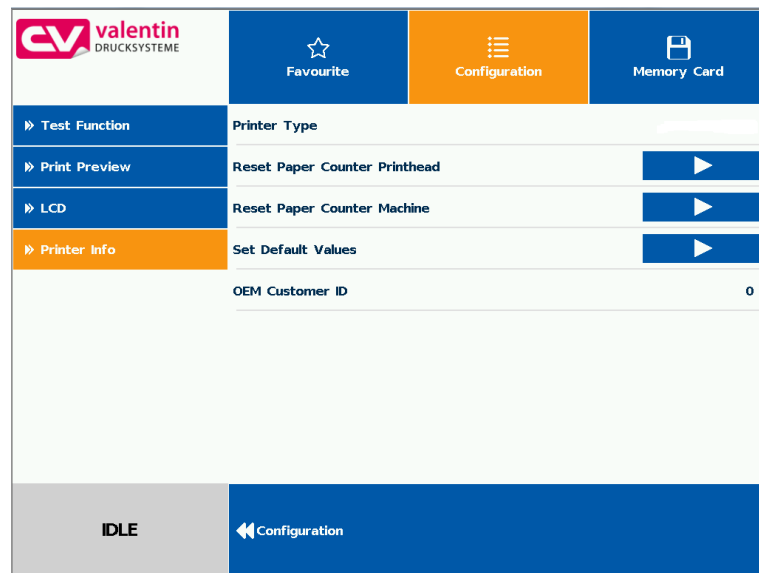 valentin
DRUCKSYSTEME
Favourite
Configuration
Memory Card
Test Function
Print Preview
LCD
Printer Info
Printer Type
Reset Paper Counter Printhead
Reset Paper Counter Machine
Set Default Values
OEM Customer ID 0
IDLE
Configuration